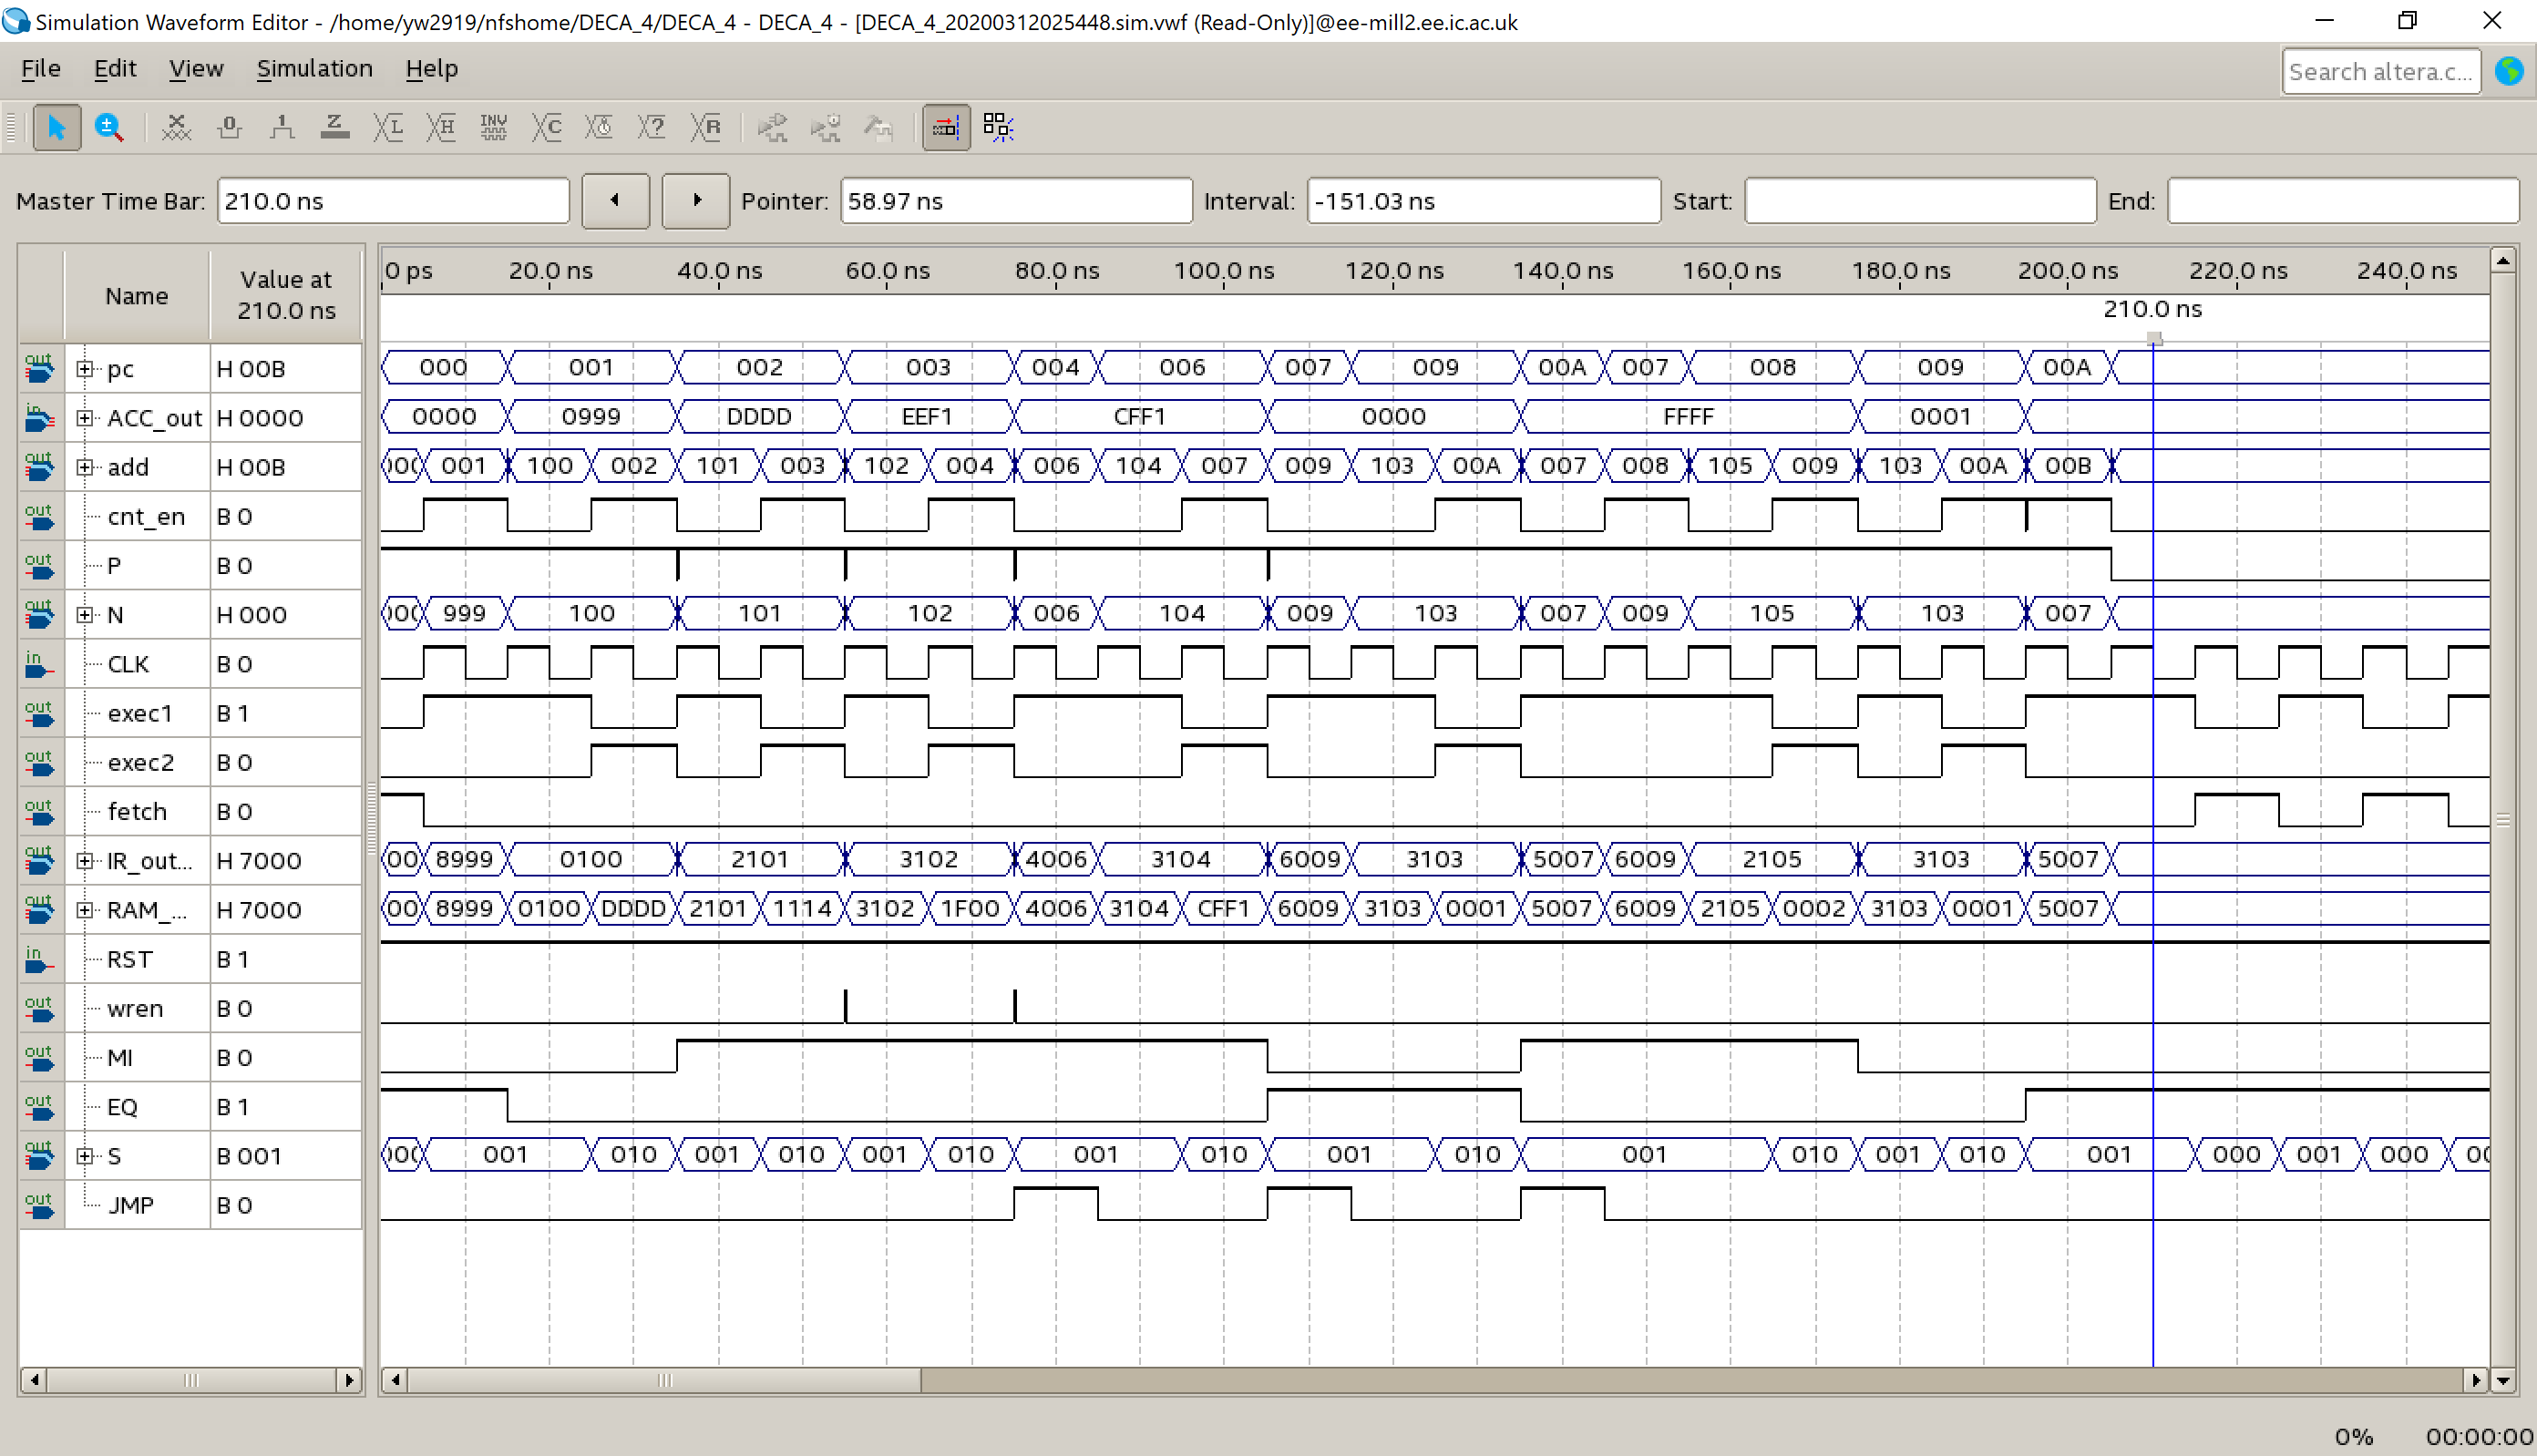 Simulation Waveform Editor - /home/yw2919/nfshome/DECA_4/DECA_4 - DECA_4 - [DECA_4_20200312025448.sim.vwf (Read-Only)]@ee-mill2.ee.ic.ac.uk
File Edit View Simulation Help Search altera.c...
Master Time Bar: 210.0 ns Pointer: 58.97 ns Interval: -151.03 ns Start: End:
Name Value at 210.0 ns 0 ps 20.0 ns 40.0 ns 60.0 ns 80.0 ns 100.0 ns 120.0 ns 140.0 ns 160.0 ns 180.0 ns 200.0 ns 220.0 ns 240.0 ns
210.0 ns
out pc H 00B 000 001 002 003 004 006 007 009 00A 007 008 009 00A
in ACC_out H 0000 0000 0999 DDDD EEF1 CFF1 0000 FFFF 0001
out add H 00B 001 100 002 101 003 102 004 006 104 007 009 103 00A 007 008 105 009 103 00A 00B
out cnt_en B 0
out P B 0
out N H 000 999 100 101 102 006 104 009 103 007 009 105 103 007
in CLK B 0
out exec1 B 1
out exec2 B 0
out fetch B 0
out IR_out... H 7000 00 8999 0100 2101 3102 4006 3104 6009 3103 5007 6009 2105 3103 5007
out RAM_... H 7000 00 8999 0100 DDDD 2101 1114 3102 1F00 4006 3104 CFF1 6009 3103 0001 5007 6009 2105 0002 3103 0001 5007
in RST B 1
out wren B 0
out MI B 0
out EQ B 1
out S B 001 001 010 001 010 001 010 001 010 001 010 001 010 001 010 001 000 001 000
out JMP B 0
0% 00:00:00